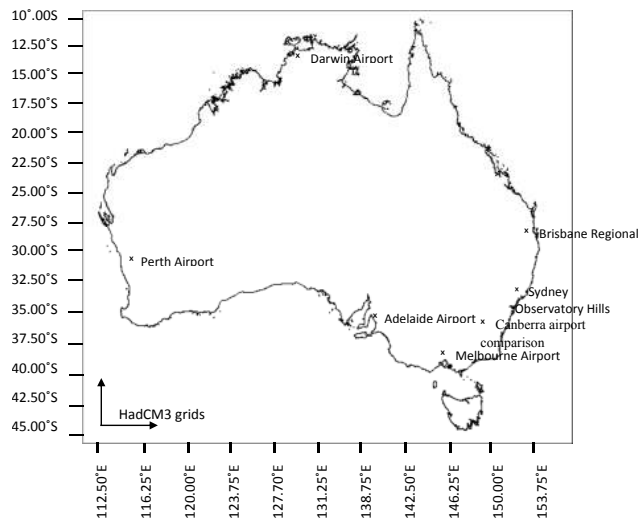 10°.00S
12.50°S
Darwin Airport
15.00°S
17.50°S
20.00°S
22.50°S
25.00°S
27.50°S
Brisbane Regional
30.00°S
Perth Airport
32.50°S
Sydney
Observatory Hills
35.00°S
Adelaide Airport
Canberra airport
comparison
37.50°S
Melbourne Airport
40.00°S
42.50°S
HadCM3 grids
45.00°S
112.50°E
116.25°E
120.00°E
123.75°E
127.70°E
131.25°E
138.75°E
142.50°E
146.25°E
150.00°E
153.75°E